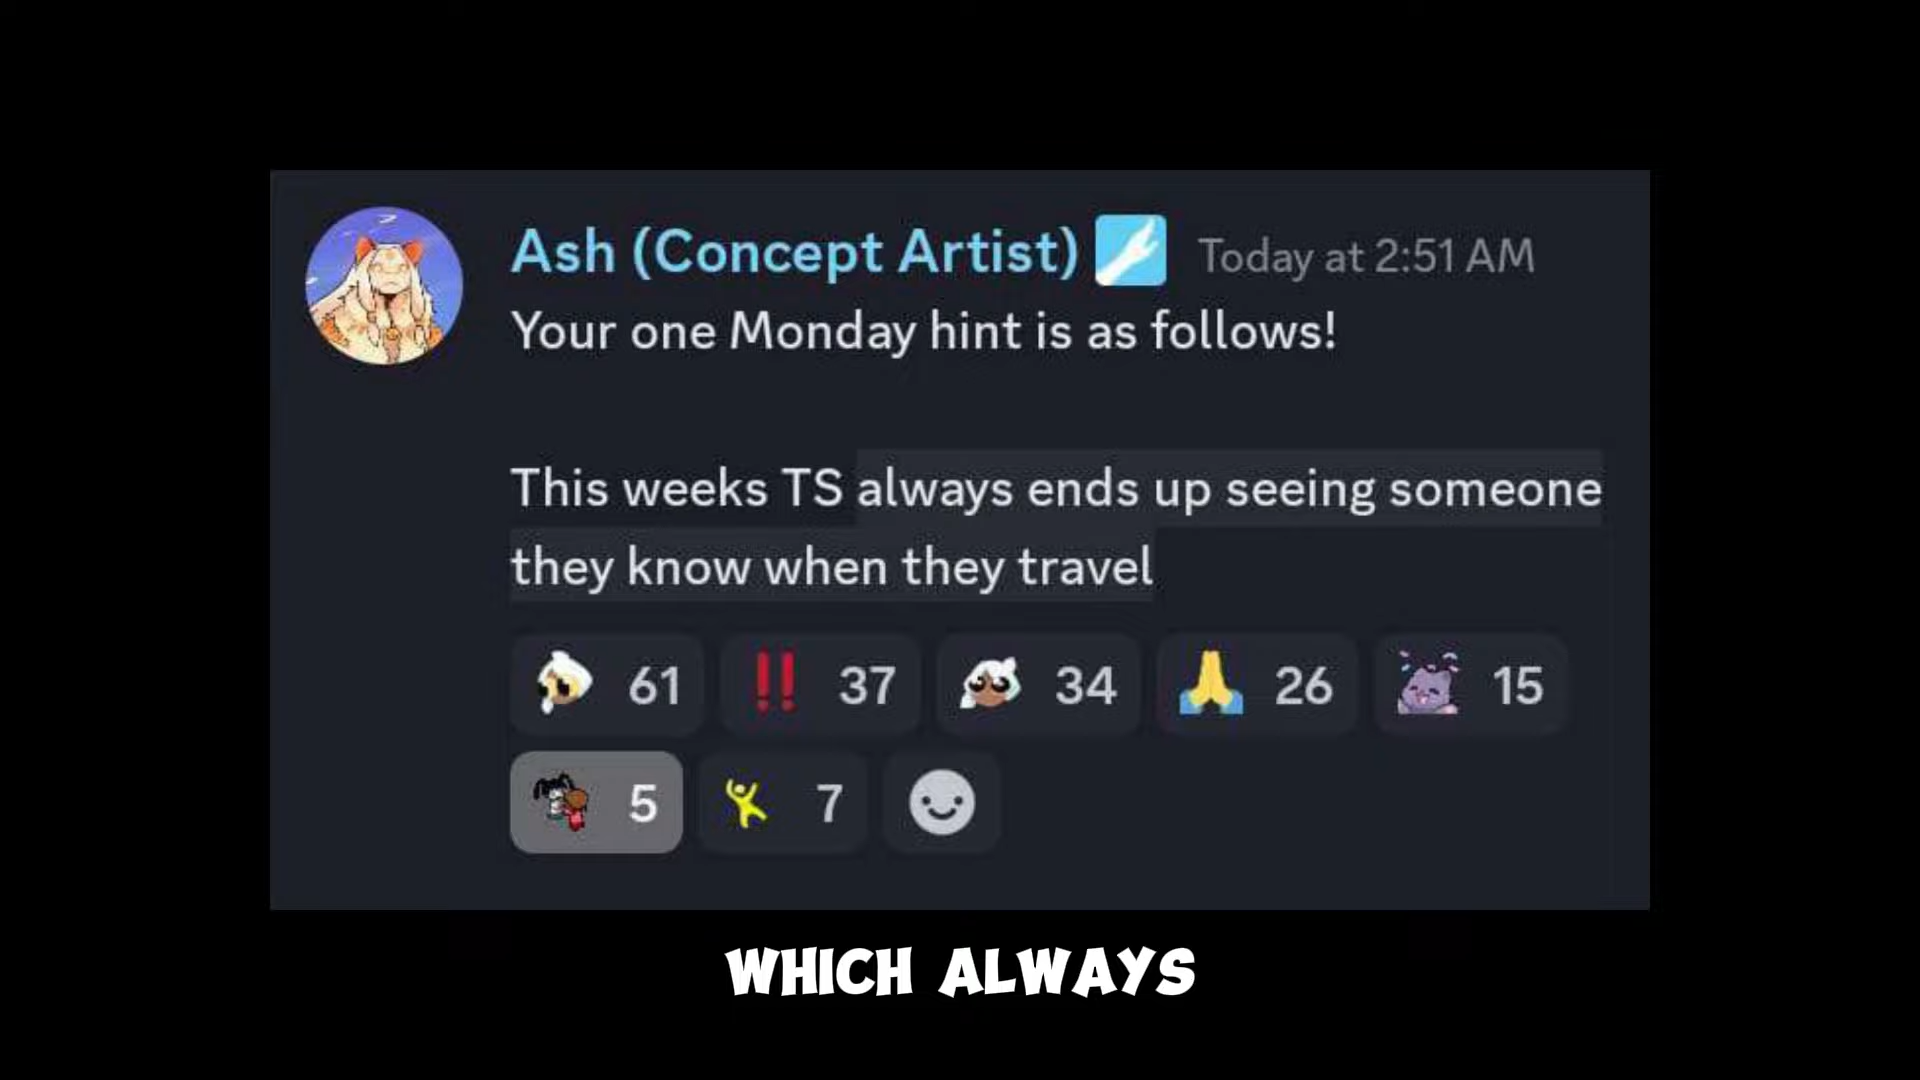 Ash (Concept Artist) Today at 2:51 AM
Your one Monday hint is as follows!
This weeks TS always ends up seeing someone
they know when they travel
61 37 34 26 15
5 7
WHICH ALWAYS